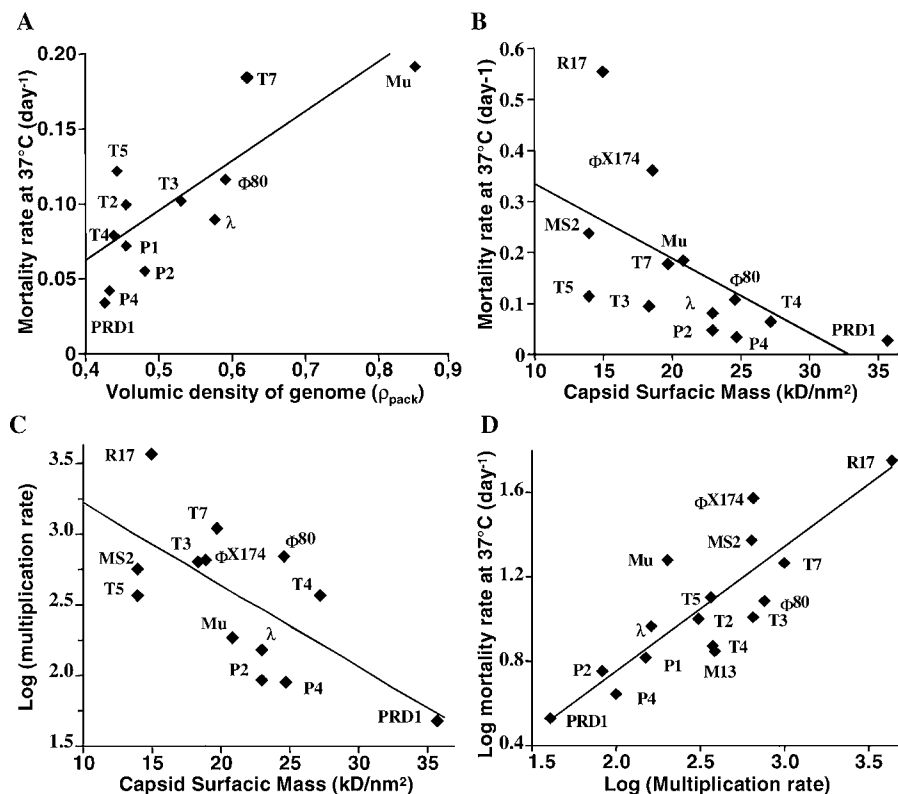 A
Mortality rate at 37°C (day⁻¹)
0.20
0.15
0.10
0.05
0
T7
Mu
T5
T3
Φ80
T2
λ
T4
P1
P2
P4
PRD1
0,4
0,5
0,6
0,7
0,8
0,9
Volumic density of genome (ρpack)
B
Mortality rate at 37°C (day-1)
0.6
0.5
0.4
0.3
0.2
0.1
0
R17
ΦX174
MS2
Mu
T7
Φ80
T5
T3
λ
T4
P2
P4
PRD1
10
15
20
25
30
35
Capsid Surfacic Mass (kD/nm²)
C
Log (multiplication rate)
3.5
3.0
2.5
2.0
1.5
R17
T7
T3
ΦX174
Φ80
MS2
T5
T4
Mu
λ
P2
P4
PRD1
10
15
20
25
30
35
Capsid Surfacic Mass (kD/nm²)
D
Log mortality rate at 37°C (day⁻¹)
1.6
1.2
0.8
0.4
R17
ΦX174
MS2
Mu
T7
T5
Φ80
λ
T2
T3
T4
P2
P1
M13
P4
PRD1
1.5
2.0
2.5
3.0
3.5
Log (Multiplication rate)